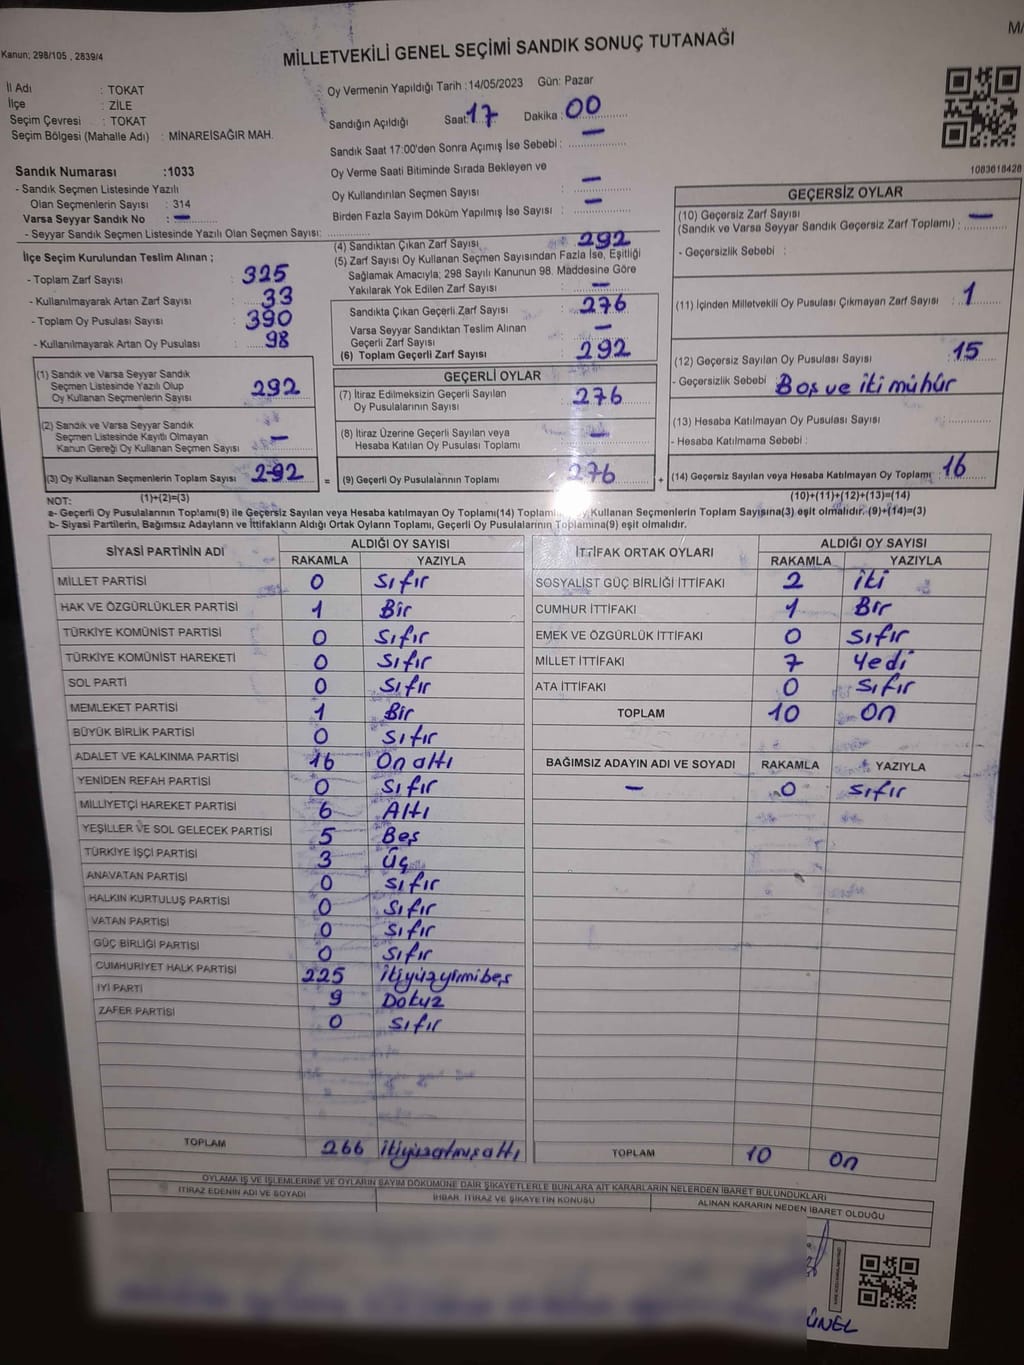 MİLLETVEKİLİ GENEL SEÇİMİ SANDIK SONUÇ TUTANAĞI
Kanun; 298/105 , 2839/4
İl Adı : TOKAT
İlçe : ZİLE
Seçim Çevresi : TOKAT
Seçim Bölgesi (Mahalle Adı) : MINAREİSAĞIR MAH.
Sandık Numarası :1033
- Sandık Seçmen Listesinde Yazılı
Olan Seçmenlerin Sayısı : 314
Varsa Seyyar Sandık No : —
- Seyyar Sandık Seçmen Listesinde Yazılı Olan Seçmen Sayısı:
Oy Vermenin Yapıldığı Tarih :14/05/2023 Gün: Pazar
Sandığın Açıldığı Saat: 17 Dakika : 00
Sandık Saat 17:00'den Sonra Açımış İse Sebebi : —
Oy Verme Saati Bitiminde Sırada Bekleyen ve
Oy Kullandırılan Seçmen Sayısı : —
Birden Fazla Sayım Döküm Yapılmış İse Sayısı : —
1083618428
İlçe Seçim Kurulundan Teslim Alınan ;
- Toplam Zarf Sayısı : 325
- Kullanılmayarak Artan Zarf Sayısı : 33
- Toplam Oy Pusulası Sayısı : 390
- Kullanılmayarak Artan Oy Pusulası : 98
(1) Sandık ve Varsa Seyyar Sandık
Seçmen Listesinde Yazılı Olup
Oy Kullanan Seçmenlerin Sayısı 292
(2) Sandık ve Varsa Seyyar Sandık
Seçmen Listesinde Kayıtlı Olmayan
Kanun Gereği Oy Kullanan Seçmen Sayısı —
(3) Oy Kullanan Seçmenlerin Toplam Sayısı 292
(4) Sandıktan Çıkan Zarf Sayısı : 292
(5) Zarf Sayısı Oy Kullanan Seçmen Sayısından Fazla İse, Eşitliği
Sağlamak Amacıyla; 298 Sayılı Kanunun 98. Maddesine Göre
Yakılarak Yok Edilen Zarf Sayısı : —
Sandıkta Çıkan Geçerli Zarf Sayısı : 276
Varsa Seyyar Sandıktan Teslim Alınan
Geçerli Zarf Sayısı : —
(6) Toplam Geçerli Zarf Sayısı : 292
GEÇERLİ OYLAR
(7) İtiraz Edilmeksizin Geçerli Sayılan
Oy Pusulalarının Sayısı : 276
(8) İtiraz Üzerine Geçerli Sayılan veya
Hesaba Katılan Oy Pusulası Toplamı : —
= (9) Geçerli Oy Pusulalarının Toplamı 276
GEÇERSİZ OYLAR
(10) Geçersiz Zarf Sayısı
(Sandık ve Varsa Seyyar Sandık Geçersiz Zarf Toplamı) : —
- Geçersizlik Sebebi :
(11) İçinden Milletvekili Oy Pusulası Çıkmayan Zarf Sayısı : 1
(12) Geçersiz Sayılan Oy Pusulası Sayısı : 15
- Geçersizlik Sebebi Boş ve iki mühür
(13) Hesaba Katılmayan Oy Pusulası Sayısı :
- Hesaba Katılmama Sebebi :
+ (14) Geçersiz Sayılan veya Hesaba Katılmayan Oy Toplamı : 16
NOT: (1)+(2)=(3) (10)+(11)+(12)+(13)=(14)
a- Geçerli Oy Pusulasının Toplamı(9) ile Geçersiz Sayılan veya Hesaba Katılmayan Oy Toplamı(14) Kullanan Seçmenlerin Toplam Sayısına(3) eşit olmalıdır. (9)+(14)=(3)
b- Siyasi Partilerin, Bağımsız Adayların ve İttifakların Aldığı Ortak Oyların Toplamı, Geçerli Oy Pusulalarının Toplamına(9) eşit olmalıdır.
SİYASİ PARTİNİN ADI ALDIĞI OY SAYISI
RAKAMLA YAZIYLA
MİLLET PARTİSİ 0 sıfır
HAK VE ÖZGÜRLÜKLER PARTİSİ 1 Bir
TÜRKİYE KOMÜNİST PARTİSİ 0 sıfır
TÜRKİYE KOMÜNİST HAREKETİ 0 sıfır
SOL PARTİ 0 sıfır
MEMLEKET PARTİSİ 1 Bir
BÜYÜK BİRLİK PARTİSİ 0 sıfır
ADALET VE KALKINMA PARTİSİ 16 On altı
YENİDEN REFAH PARTİSİ 0 sıfır
MİLLİYETÇİ HAREKET PARTİSİ 6 Altı
YEŞİLLER VE SOL GELECEK PARTİSİ 5 Beş
TÜRKİYE İŞÇİ PARTİSİ 3 üç
ANAVATAN PARTİSİ 0 sıfır
HALKIN KURTULUŞ PARTİSİ 0 sıfır
VATAN PARTİSİ 0 sıfır
GÜÇ BİRLİĞİ PARTİSİ 0 sıfır
CUMHURİYET HALK PARTİSİ 225 ikiyüzyirmibeş
İYİ PARTİ 9 Dokuz
ZAFER PARTİSİ 0 sıfır
TOPLAM 266 ikiyüzatmışaltı
İTTİFAK ORTAK OYLARI ALDIĞI OY SAYISI
RAKAMLA YAZIYLA
SOSYALİST GÜÇ BİRLİĞİ İTTİFAKI 2 iki
CUMHUR İTTİFAKI 1 Bir
EMEK VE ÖZGÜRLÜK İTTİFAKI 0 sıfır
MİLLET İTTİFAKI 7 Yedi
ATA İTTİFAKI 0 sıfır
TOPLAM 10 On
BAĞIMSIZ ADAYIN ADI VE SOYADI RAKAMLA YAZIYLA
— 0 sıfır
TOPLAM 10 On
OYLAMA İŞ VE İŞLEMLERİNE VE OYLARIN SAYIM DÖKÜMÜNE DAİR ŞİKAYETLERLE BUNLARA AİT KARARLARIN NELERDEN İBARET BULUNDUKLARI
İTİRAZ EDENİN ADI VE SOYADI İHBAR, İTİRAZ VE ŞİKAYETİN KONUSU ALINAN KARARIN NEDEN İBARET OLDUĞU
ÜNEL